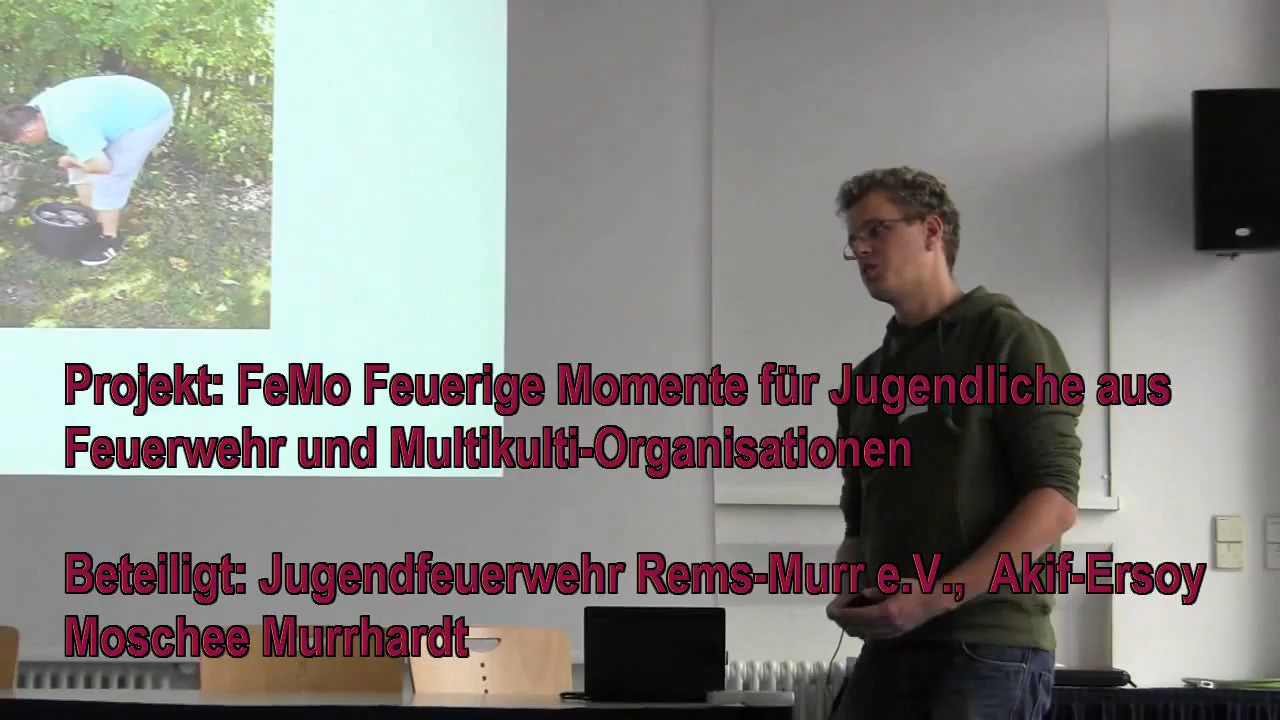 Projekt: FeMo Feuerige Momente für Jugendliche aus
Feuerwehr und Multikulti-Organisationen
Beteiligt: Jugendfeuerwehr Rems-Murr e.V., Akif-Ersoy
Moschee Murrhardt